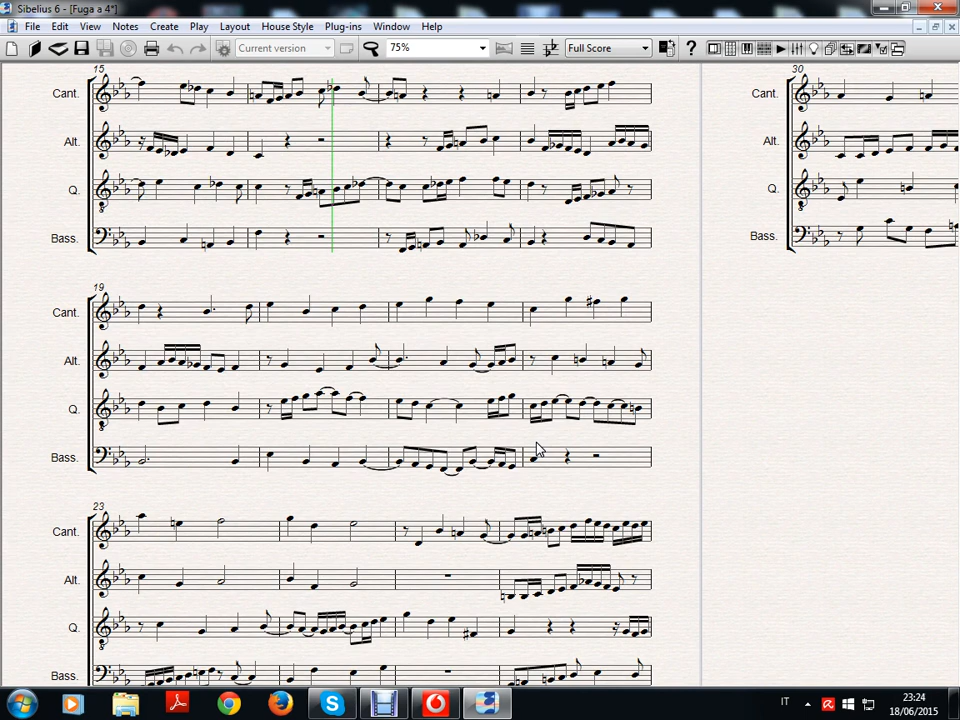 Sibelius 6 - [Fuga a 4*]
File Edit View Notes Create Play Layout House Style Plug-ins Window Help
Current version 75% Full Score
15
Cant.
Alt.
Q.
Bass.
30
Cant.
Alt.
Q.
Bass.
19
Cant.
Alt.
Q.
Bass.
23
Cant.
Alt.
Q.
Bass.
IT
23:24
18/06/2015